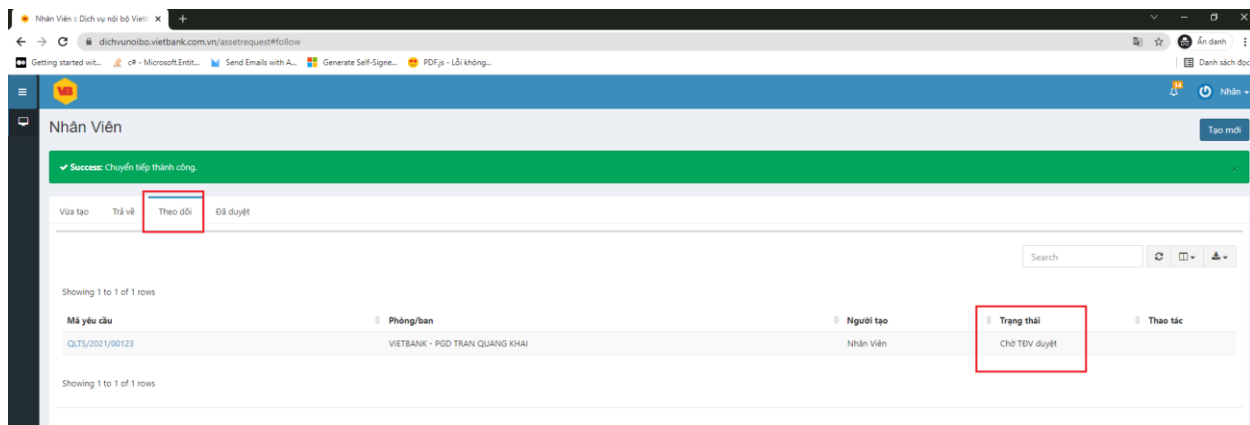 Nhân Viên :: Dịch vụ nội bộ Vietb
dichvunoibo.vietbank.com.vn/assetrequest#follow
Ẩn danh
Getting started wit...
c# - Microsoft.Entit...
Send Emails with A...
Generate Self-Signe...
PDF.js - Lỗi không...
Danh sách đọc
VB
14
Nhân
Nhân Viên
Tạo mới
Success: Chuyển tiếp thành công.
Vừa tạo
Trả về
Theo dõi
Đã duyệt
Search
Showing 1 to 1 of 1 rows
Mã yêu cầu
Phòng/ban
Người tạo
Trạng thái
Thao tác
QLTS/2021/00123
VIETBANK - PGD TRAN QUANG KHAI
Nhân Viên
Chờ TĐV duyệt
Showing 1 to 1 of 1 rows